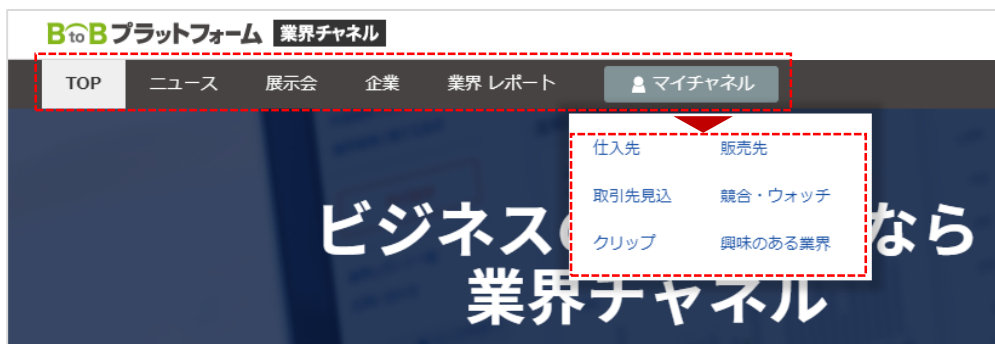 BtoBプラットフォーム 業界チャネル
TOP ニュース 展示会 企業 業界 レポート マイチャネル
仕入先 販売先
取引先見込 競合・ウォッチ
クリップ 興味のある業界
ビジネス なら
業界チャネル